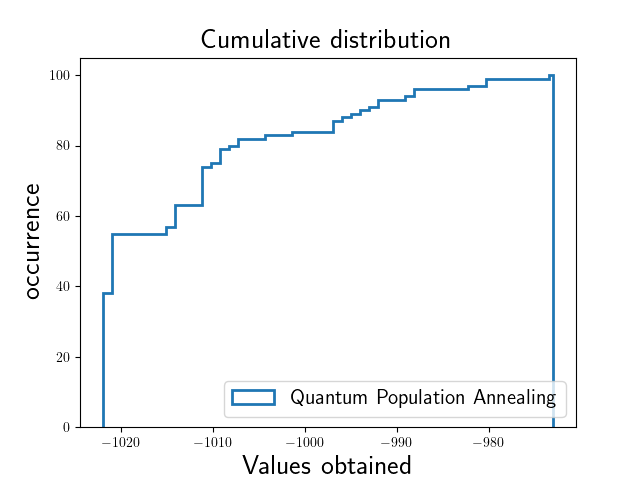 Cumulative distribution
100
80
60
40
20
0
occurrence
Quantum Population Annealing
−1020 −1010 −1000 −990 −980
Values obtained